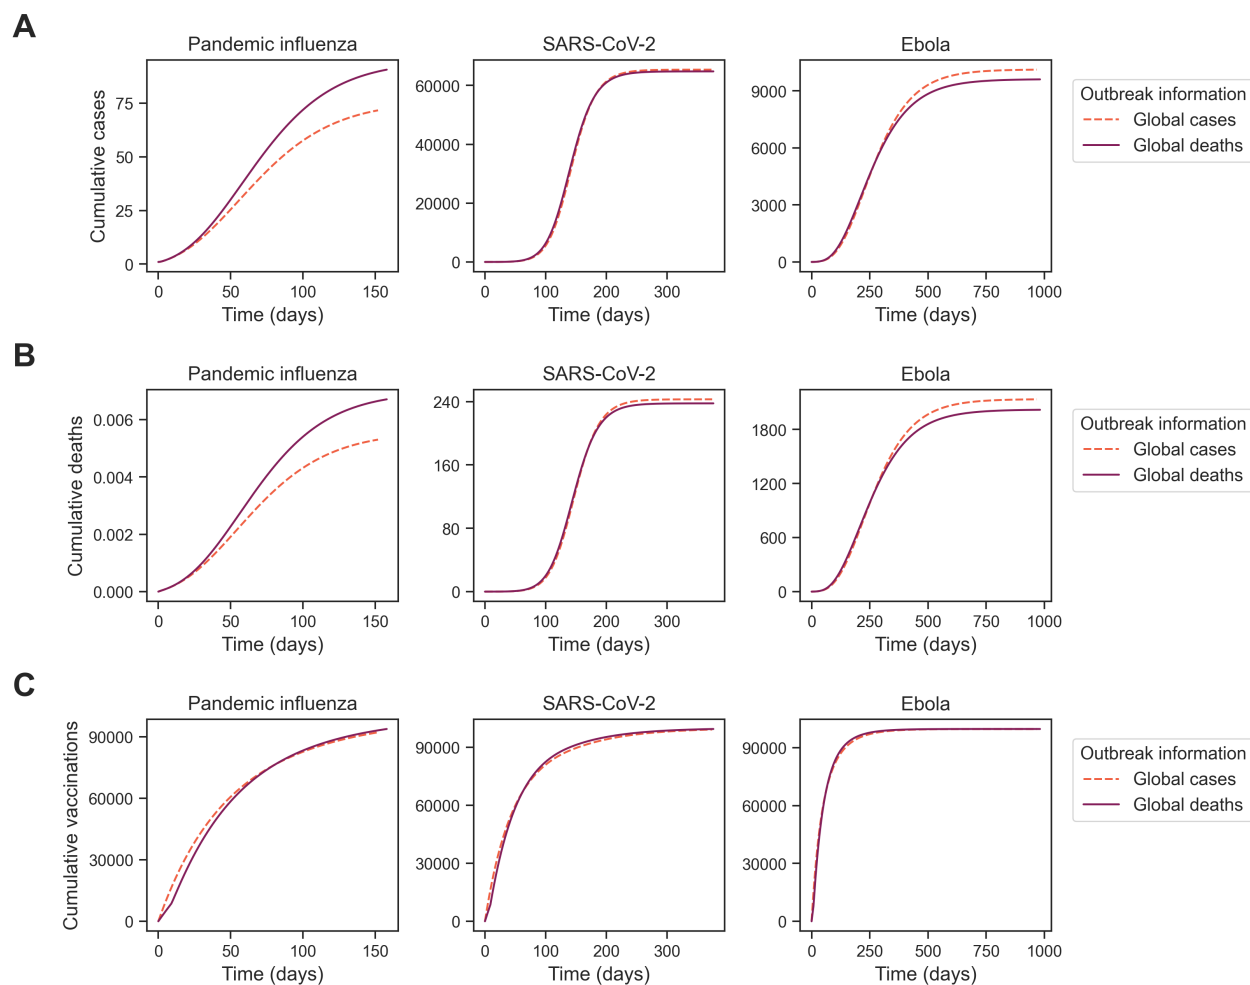 A
Pandemic influenza
Cumulative cases
75
50
25
0
0 50 100 150
Time (days)
SARS-CoV-2
60000
40000
20000
0
0 100 200 300
Time (days)
Ebola
9000
6000
3000
0
0 250 500 750 1000
Time (days)
Outbreak information
Global cases
Global deaths
B
Pandemic influenza
Cumulative deaths
0.006
0.004
0.002
0.000
0 50 100 150
Time (days)
SARS-CoV-2
240
160
80
0
0 100 200 300
Time (days)
Ebola
1800
1200
600
0
0 250 500 750 1000
Time (days)
Outbreak information
Global cases
Global deaths
C
Pandemic influenza
Cumulative vaccinations
90000
60000
30000
0
0 50 100 150
Time (days)
SARS-CoV-2
90000
60000
30000
0
0 100 200 300
Time (days)
Ebola
90000
60000
30000
0
0 250 500 750 1000
Time (days)
Outbreak information
Global cases
Global deaths